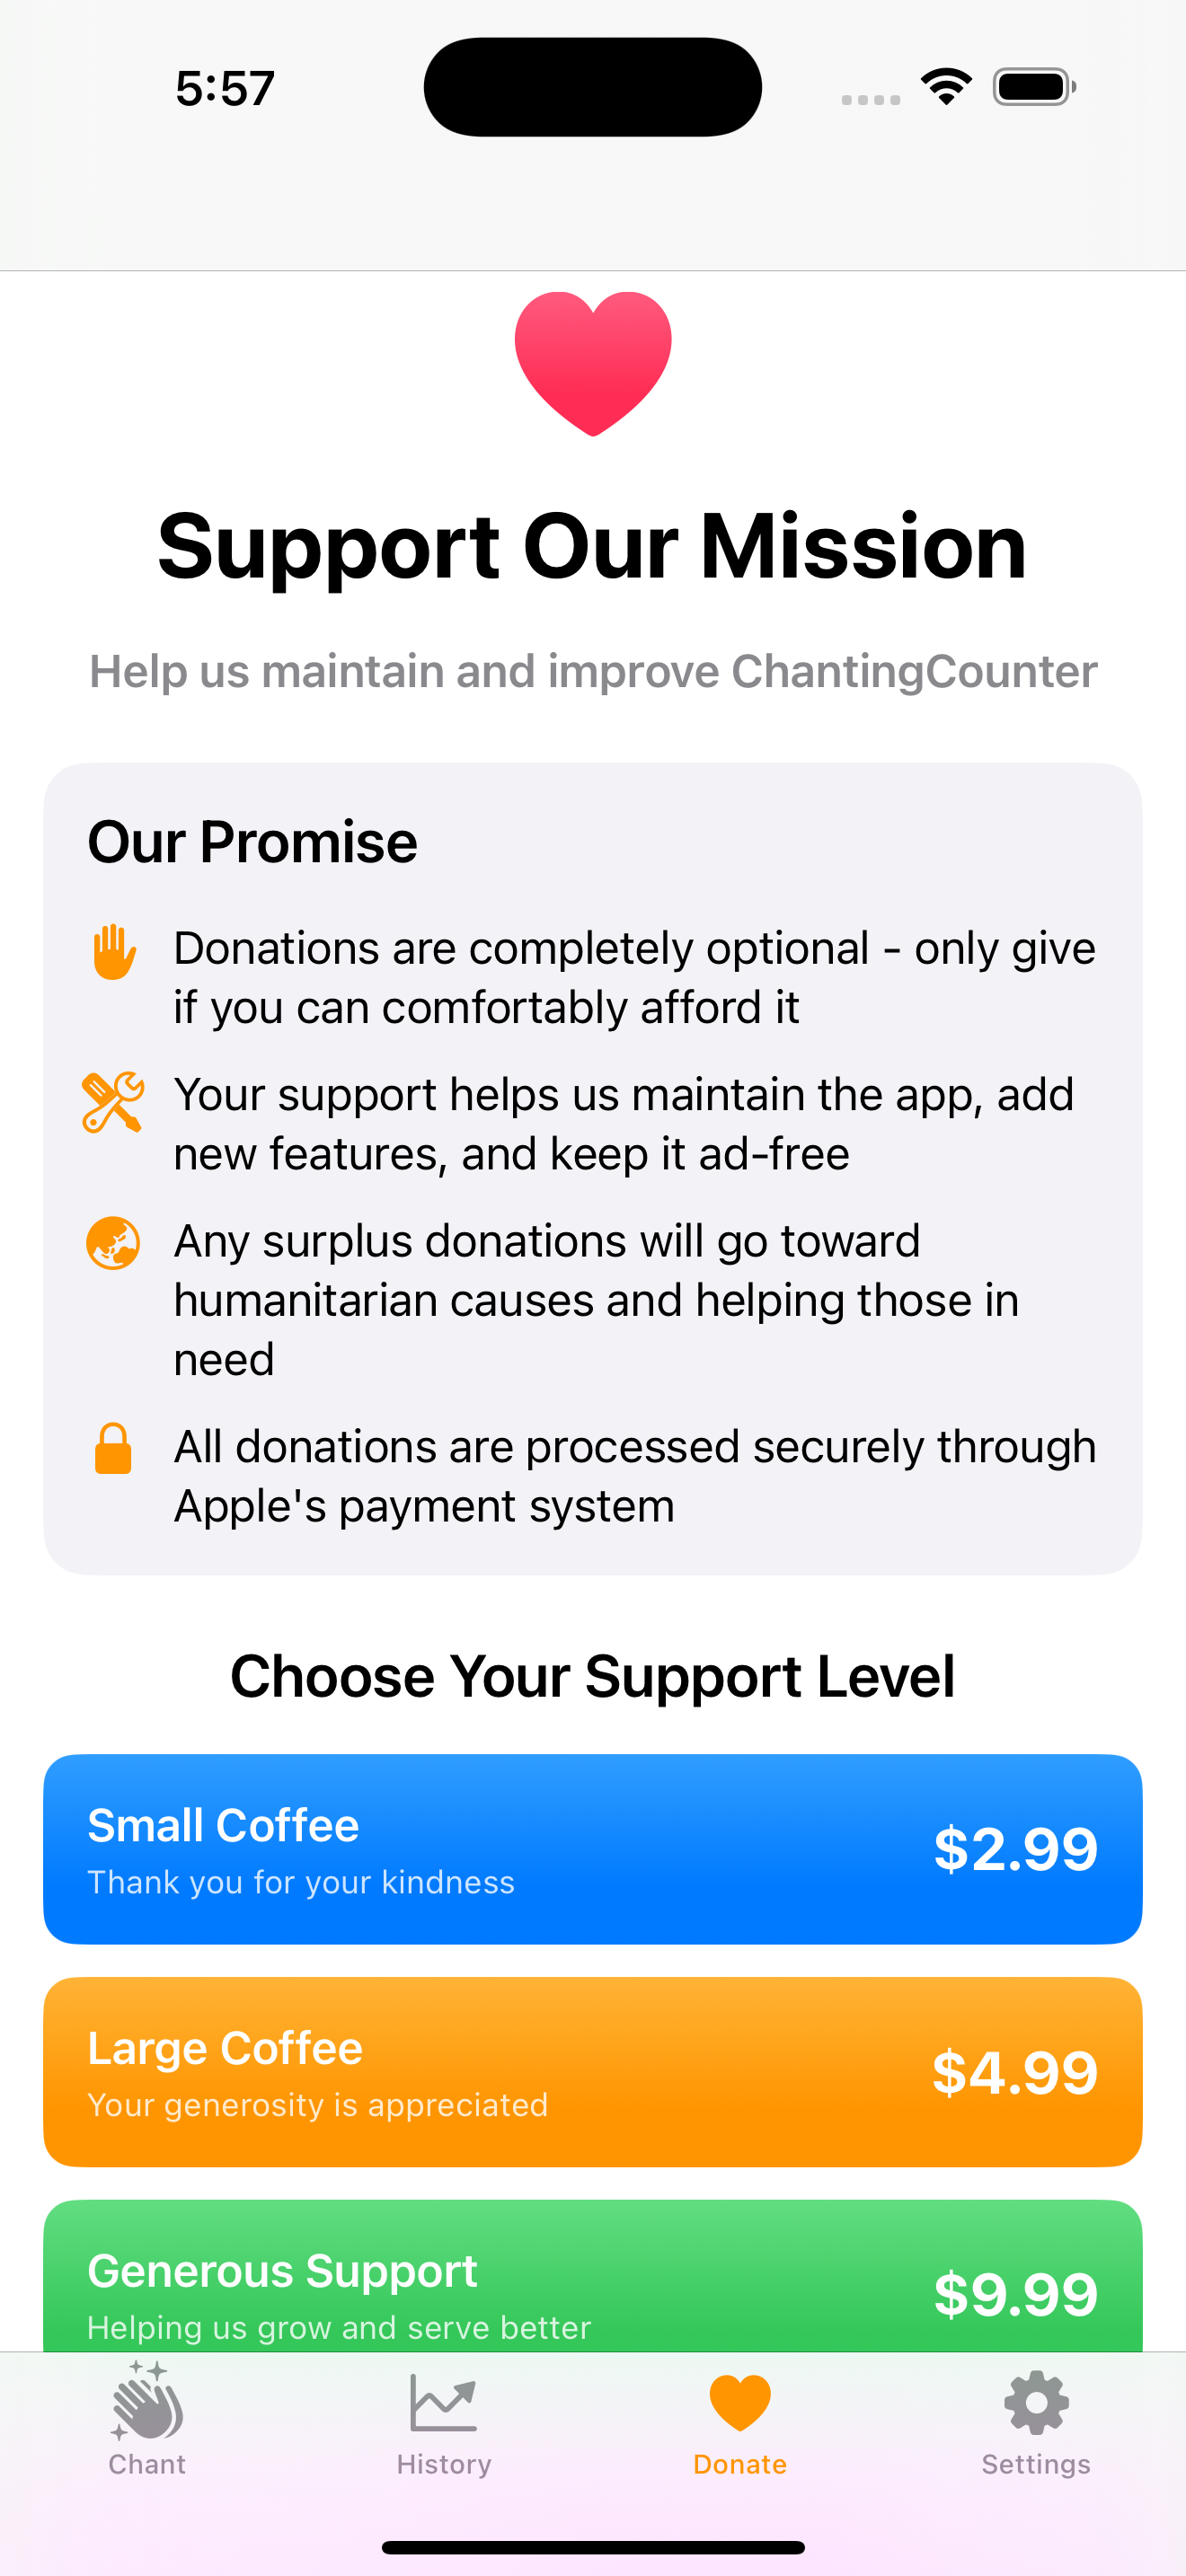 5:57
Support Our Mission
Help us maintain and improve ChantingCounter
Our Promise
Donations are completely optional - only give
if you can comfortably afford it
Your support helps us maintain the app, add
new features, and keep it ad-free
Any surplus donations will go toward
humanitarian causes and helping those in
need
All donations are processed securely through
Apple's payment system
Choose Your Support Level
Small Coffee
Thank you for your kindness
$2.99
Large Coffee
Your generosity is appreciated
$4.99
Generous Support
Helping us grow and serve better
$9.99
Chant
History
Donate
Settings